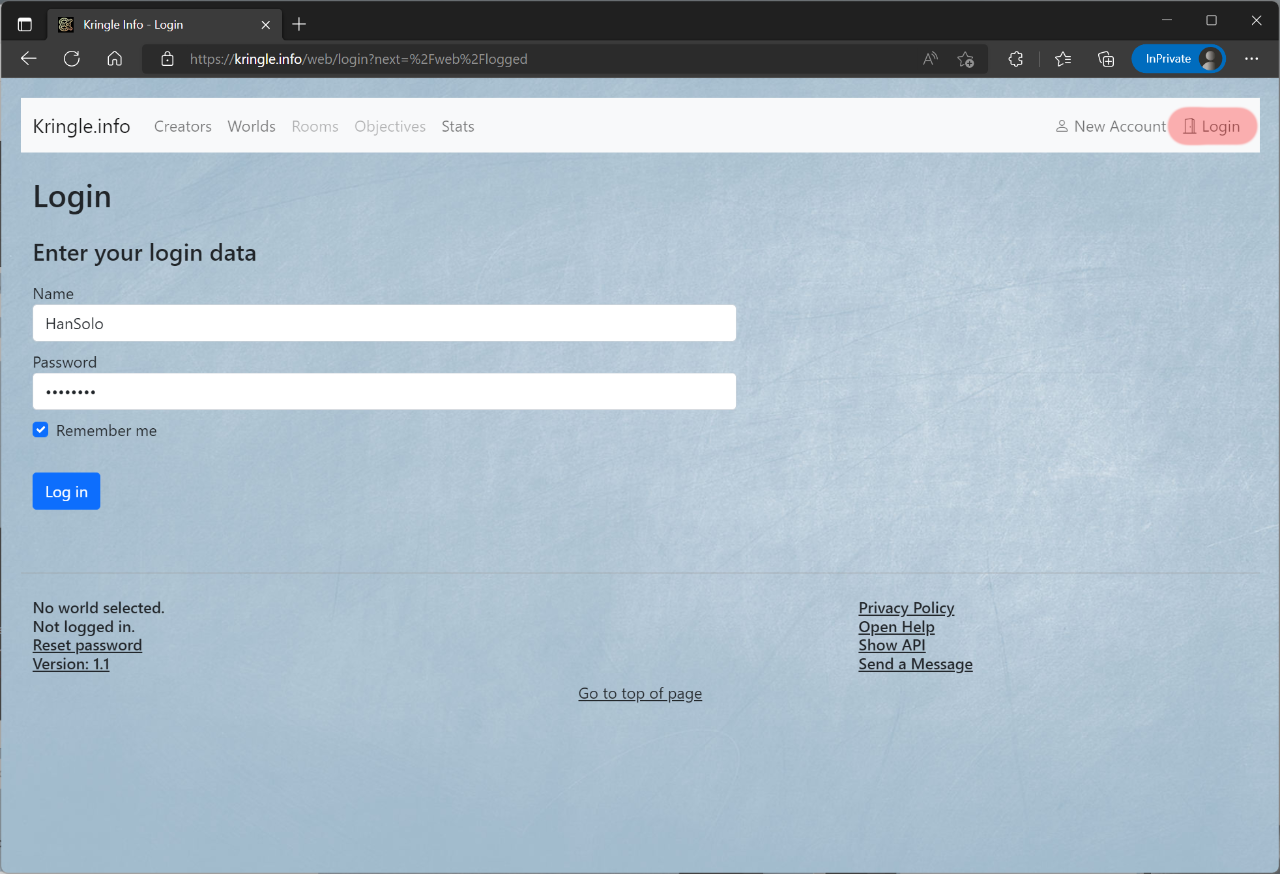 Kringle Info - Login
https://kringle.info/web/login?next=%2Fweb%2Flogged
InPrivate
Kringle.info Creators Worlds Rooms Objectives Stats New Account Login
Login
Enter your login data
Name
HanSolo
Password
••••••••
Remember me
Log in
No world selected.
Not logged in.
Reset password
Version: 1.1
Privacy Policy
Open Help
Show API
Send a Message
Go to top of page